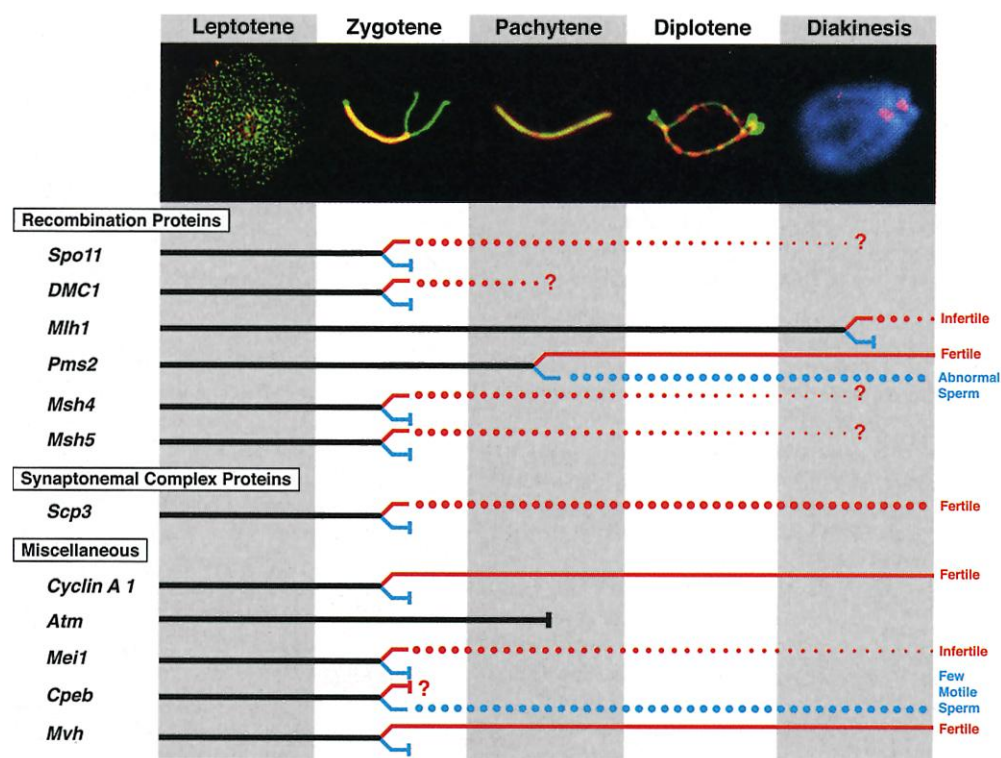 Leptotene Zygotene Pachytene Diplotene Diakinesis
Recombination Proteins
Spo11 ?
DMC1 ?
Mlh1 Infertile
Pms2 Fertile
Abnormal
Sperm
Msh4 ?
Msh5 ?
Synaptonemal Complex Proteins
Scp3 Fertile
Miscellaneous
Cyclin A 1 Fertile
Atm
Mei1 Infertile
Cpeb ? Few
Motile
Sperm
Mvh Fertile